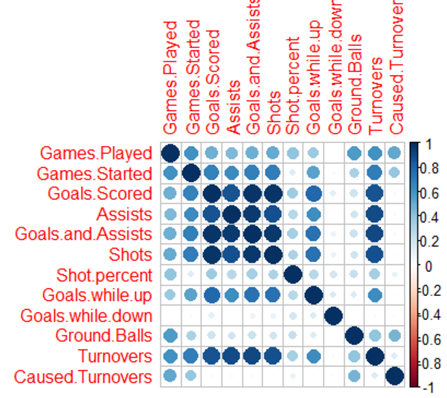 Games.Played
Games.Started
Goals.Scored
Assists
Goals.and.Assists
Shots
Shot.percent
Goals.while.up
Goals.while.down
Ground.Balls
Turnovers
Caused.Turnover
Games.Played
Games.Started
Goals.Scored
Assists
Goals.and.Assists
Shots
Shot.percent
Goals.while.up
Goals.while.down
Ground.Balls
Turnovers
Caused.Turnovers
1
0.8
0.6
0.4
0.2
0
-0.2
-0.4
-0.6
-0.8
-1